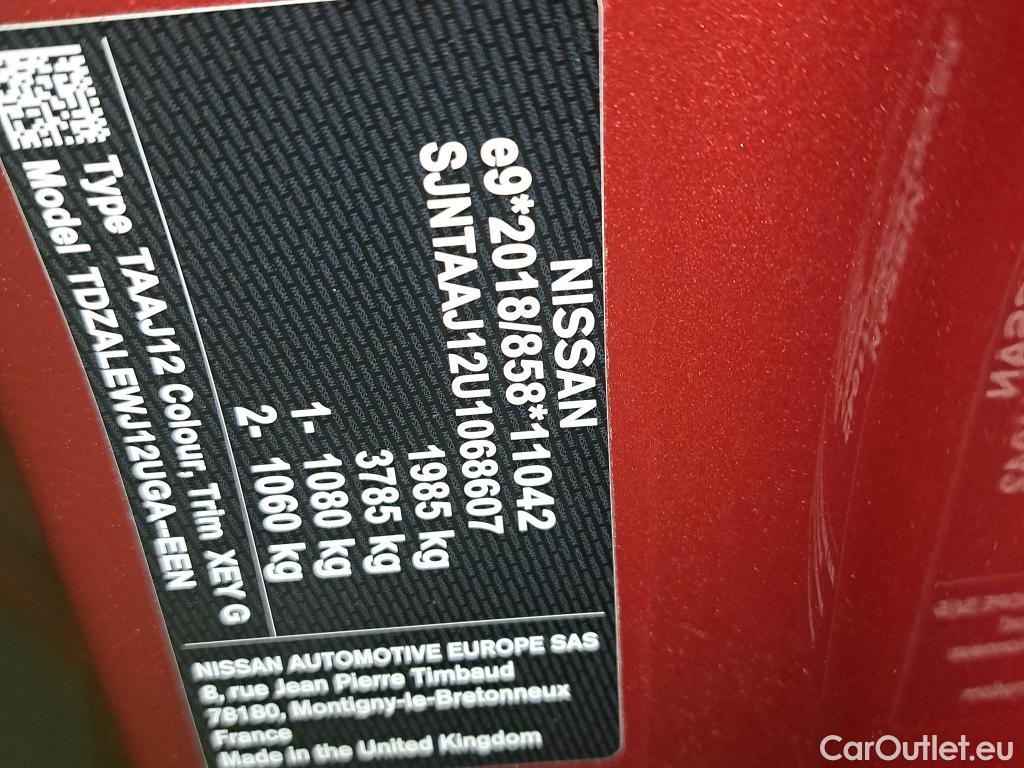 NISSAN
e9*2018/858*11042
SJNTAAJ12U1068607
1985 kg
3785 kg
1- 1080 kg
2- 1060 kg
Type TAAJ12 Colour, Trim XEY G
Model TDZALEWJ12UGA-EEN
NISSAN AUTOMOTIVE EUROPE SAS
8, rue Jean Pierre Timbaud
78180, Montigny-le-Bretonneux
France
Made in the United Kingdom
CarOutlet.eu